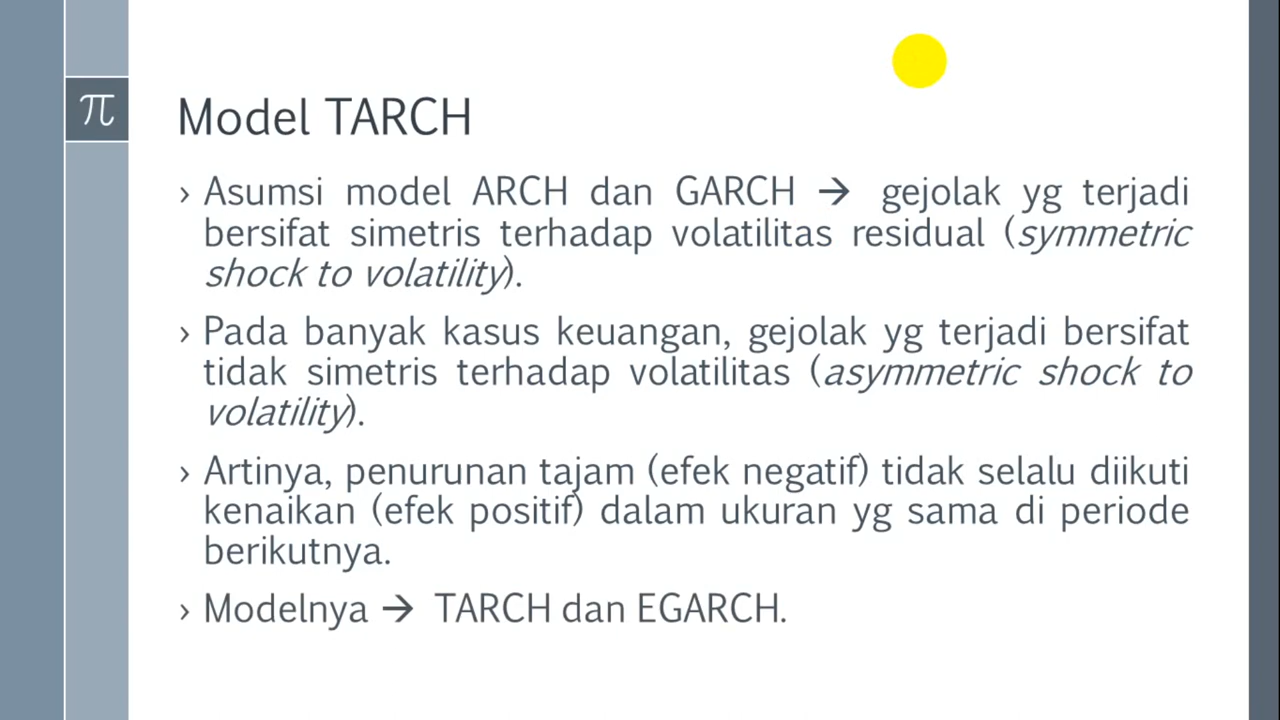 π
Model TARCH
› Asumsi model ARCH dan GARCH → gejolak yg terjadi
bersifat simetris terhadap volatilitas residual (symmetric
shock to volatility).
› Pada banyak kasus keuangan, gejolak yg terjadi bersifat
tidak simetris terhadap volatilitas (asymmetric shock to
volatility).
› Artinya, penurunan tajam (efek negatif) tidak selalu diikuti
kenaikan (efek positif) dalam ukuran yg sama di periode
berikutnya.
› Modelnya → TARCH dan EGARCH.